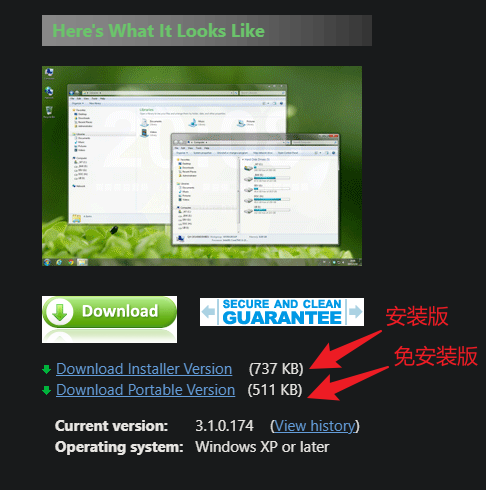 Here's What It Looks Like
Download
SECURE AND CLEAN
GUARANTEE
安装版
Download Installer Version (737 KB)
免安装版
Download Portable Version (511 KB)
Current version: 3.1.0.174 (View history)
Operating system: Windows XP or later